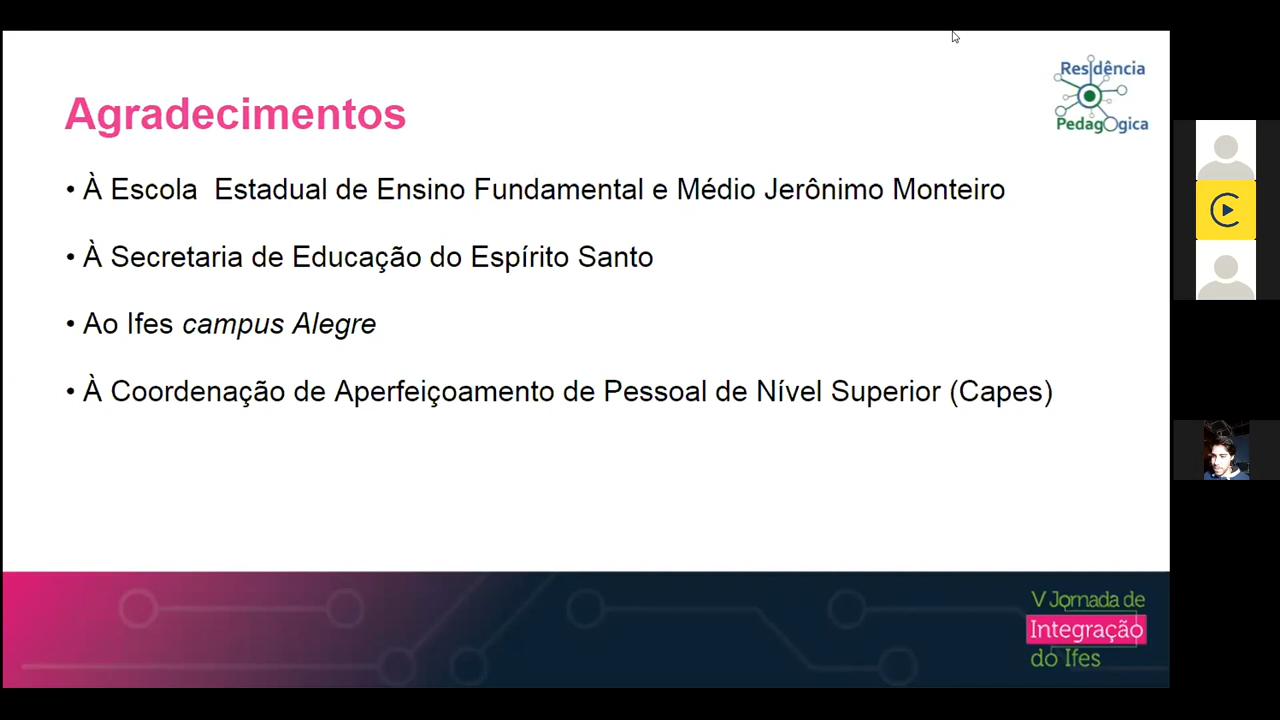 Residência
Pedagógica
Agradecimentos
• À Escola  Estadual de Ensino Fundamental e Médio Jerônimo Monteiro
• À Secretaria de Educação do Espírito Santo
• Ao Ifes campus Alegre
• À Coordenação de Aperfeiçoamento de Pessoal de Nível Superior (Capes)
V Jornada de
Integração
do Ifes